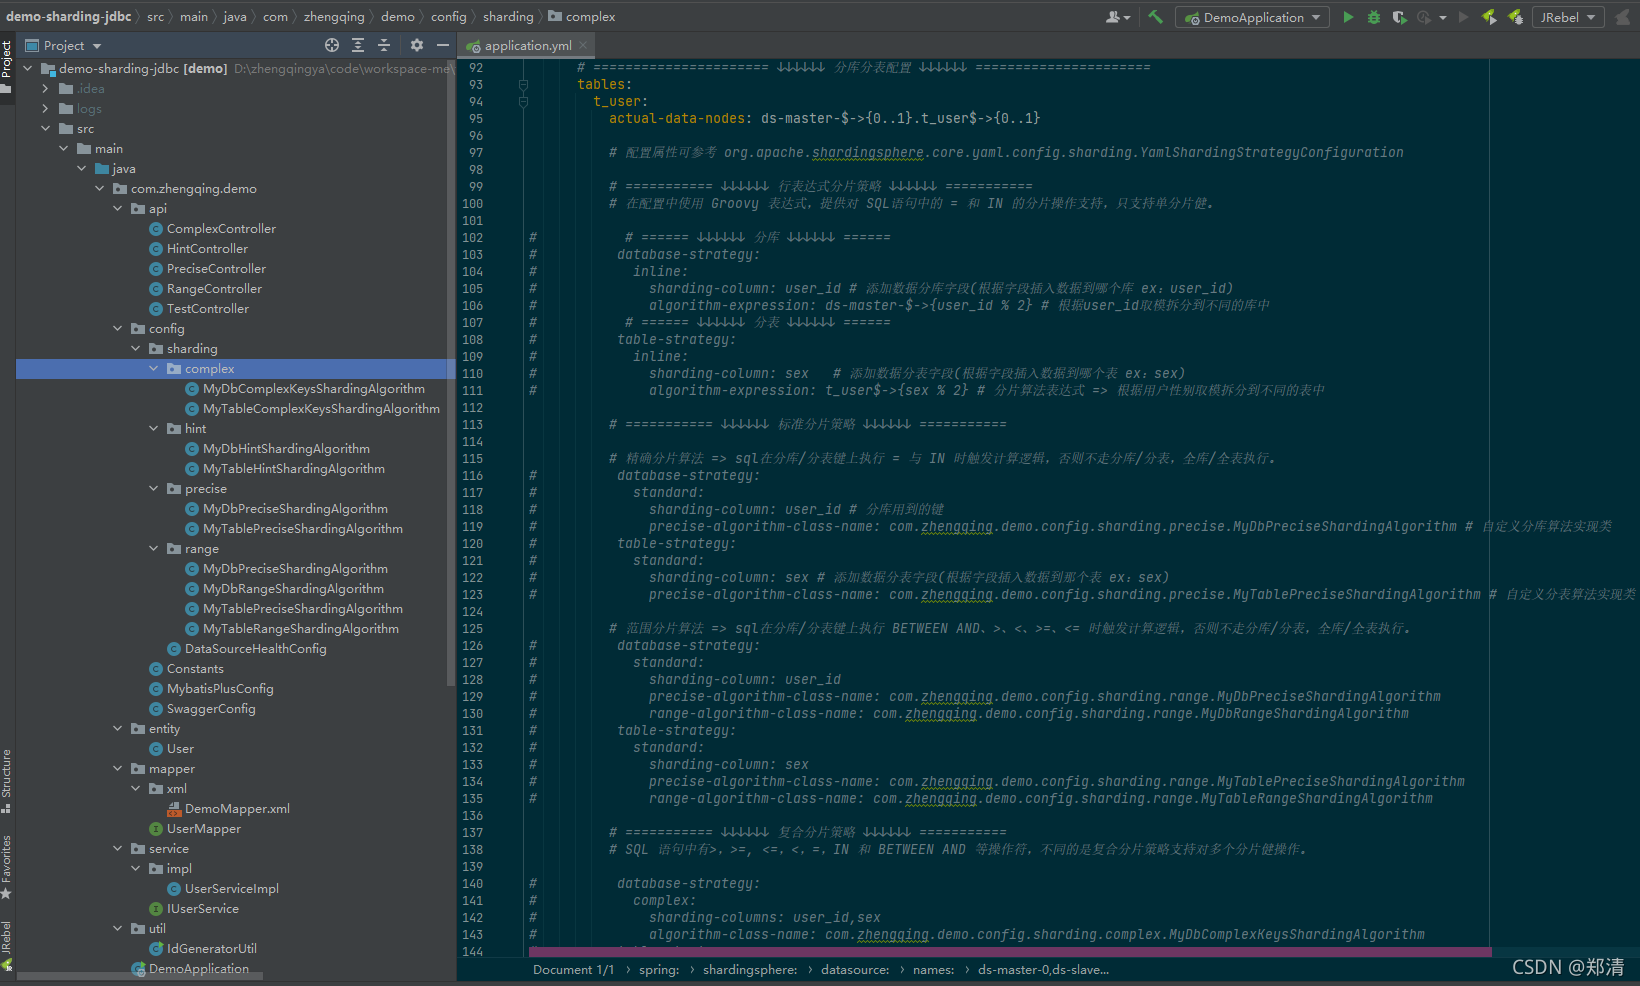 demo-sharding-jdbc src main java com zhengqing demo config sharding complex
DemoApplication
JRebel
Project
application.yml
demo-sharding-jdbc [demo] D:\zhengqingya\code\workspace-me\
.idea
logs
src
main
java
com.zhengqing.demo
api
ComplexController
HintController
PreciseController
RangeController
TestController
config
sharding
complex
MyDbComplexKeysShardingAlgorithm
MyTableComplexKeysShardingAlgorithm
hint
MyDbHintShardingAlgorithm
MyTableHintShardingAlgorithm
precise
MyDbPreciseShardingAlgorithm
MyTablePreciseShardingAlgorithm
range
MyDbPreciseShardingAlgorithm
MyDbRangeShardingAlgorithm
MyTablePreciseShardingAlgorithm
MyTableRangeShardingAlgorithm
DataSourceHealthConfig
Constants
MybatisPlusConfig
SwaggerConfig
entity
User
mapper
xml
DemoMapper.xml
UserMapper
service
impl
UserServiceImpl
IUserService
util
IdGeneratorUtil
DemoApplication
Project
Structure
Favorites
JRebel
92 # ====================== ↓↓↓↓↓↓ 分库分表配置 ↓↓↓↓↓↓ ======================
93 tables:
94 t_user:
95 actual-data-nodes: ds-master-$->{0..1}.t_user$->{0..1}
96
97 # 配置属性可参考 org.apache.shardingsphere.core.yaml.config.sharding.YamlShardingStrategyConfiguration
98
99 # =========== ↓↓↓↓↓↓ 行表达式分片策略 ↓↓↓↓↓↓ ===========
100 # 在配置中使用 Groovy 表达式，提供对 SQL语句中的 = 和 IN 的分片操作支持，只支持单分片健。
101
102 # # ====== ↓↓↓↓↓↓ 分库 ↓↓↓↓↓↓ ======
103 # database-strategy:
104 # inline:
105 # sharding-column: user_id # 添加数据分库字段(根据字段插入数据到哪个库 ex：user_id)
106 # algorithm-expression: ds-master-$->{user_id % 2} # 根据user_id取模拆分到不同的库中
107 # # ====== ↓↓↓↓↓↓ 分表 ↓↓↓↓↓↓ ======
108 # table-strategy:
109 # inline:
110 # sharding-column: sex # 添加数据分表字段(根据字段插入数据到哪个表 ex：sex)
111 # algorithm-expression: t_user$->{sex % 2} # 分片算法表达式 => 根据用户性别取模拆分到不同的表中
112
113 # =========== ↓↓↓↓↓↓ 标准分片策略 ↓↓↓↓↓↓ ===========
114
115 # 精确分片算法 => sql在分库/分表键上执行 = 与 IN 时触发计算逻辑，否则不走分库/分表，全库/全表执行。
116 # database-strategy:
117 # standard:
118 # sharding-column: user_id # 分库用到的键
119 # precise-algorithm-class-name: com.zhengqing.demo.config.sharding.precise.MyDbPreciseShardingAlgorithm # 自定义分库算法实现类
120 # table-strategy:
121 # standard:
122 # sharding-column: sex # 添加数据分表字段(根据字段插入数据到那个表 ex：sex)
123 # precise-algorithm-class-name: com.zhengqing.demo.config.sharding.precise.MyTablePreciseShardingAlgorithm # 自定义分表算法实现类
124
125 # 范围分片算法 => sql在分库/分表键上执行 BETWEEN AND、>、<、>=、<= 时触发计算逻辑，否则不走分库/分表，全库/全表执行。
126 # database-strategy:
127 # standard:
128 # sharding-column: user_id
129 # precise-algorithm-class-name: com.zhengqing.demo.config.sharding.range.MyDbPreciseShardingAlgorithm
130 # range-algorithm-class-name: com.zhengqing.demo.config.sharding.range.MyDbRangeShardingAlgorithm
131 # table-strategy:
132 # standard:
133 # sharding-column: sex
134 # precise-algorithm-class-name: com.zhengqing.demo.config.sharding.range.MyTablePreciseShardingAlgorithm
135 # range-algorithm-class-name: com.zhengqing.demo.config.sharding.range.MyTableRangeShardingAlgorithm
136
137 # =========== ↓↓↓↓↓↓ 复合分片策略 ↓↓↓↓↓↓ ===========
138 # SQL 语句中有>，>=, <=，<，=，IN 和 BETWEEN AND 等操作符，不同的是复合分片策略支持对多个分片健操作。
139
140 # database-strategy:
141 # complex:
142 # sharding-columns: user_id,sex
143 # algorithm-class-name: com.zhengqing.demo.config.sharding.complex.MyDbComplexKeysShardingAlgorithm
144
Document 1/1 spring: shardingsphere: datasource: names: ds-master-0,ds-slave...
CSDN @郑清